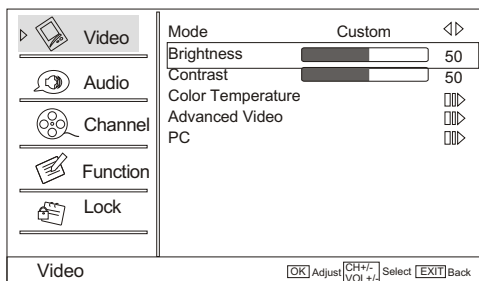 Video
Audio
Channel
Function
Lock
Mode Custom
Brightness 50
Contrast 50
Color Temperature
Advanced Video
PC
Video
OK Adjust CH+/- VOL+/- Select EXIT Back